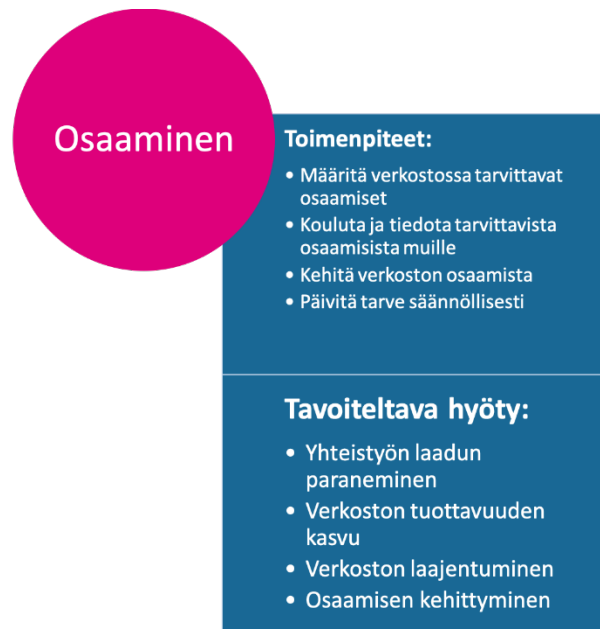 Osaaminen
Toimenpiteet:
• Määritä verkostossa tarvittavat
osaamiset
• Kouluta ja tiedota tarvittavista
osaamisista muille
• Kehitä verkoston osaamista
• Päivitä tarve säännöllisesti
Tavoiteltava hyöty:
• Yhteistyön laadun
paraneminen
• Verkoston tuottavuuden
kasvu
• Verkoston laajentuminen
• Osaamisen kehittyminen